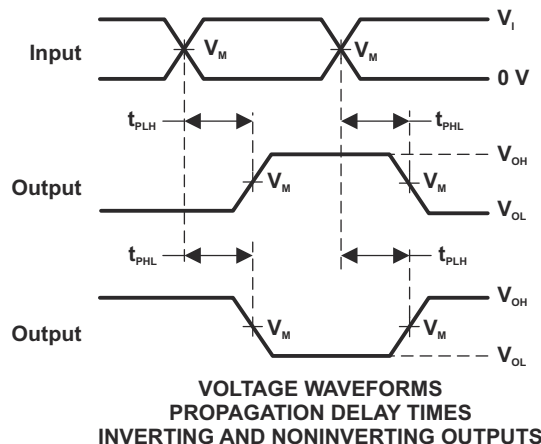 V_I
Input
V_M
V_M
0 V
t_PLH
t_PHL
V_OH
Output
V_M
V_M
V_OL
t_PHL
t_PLH
V_OH
Output
V_M
V_M
V_OL
VOLTAGE WAVEFORMS
PROPAGATION DELAY TIMES
INVERTING AND NONINVERTING OUTPUTS